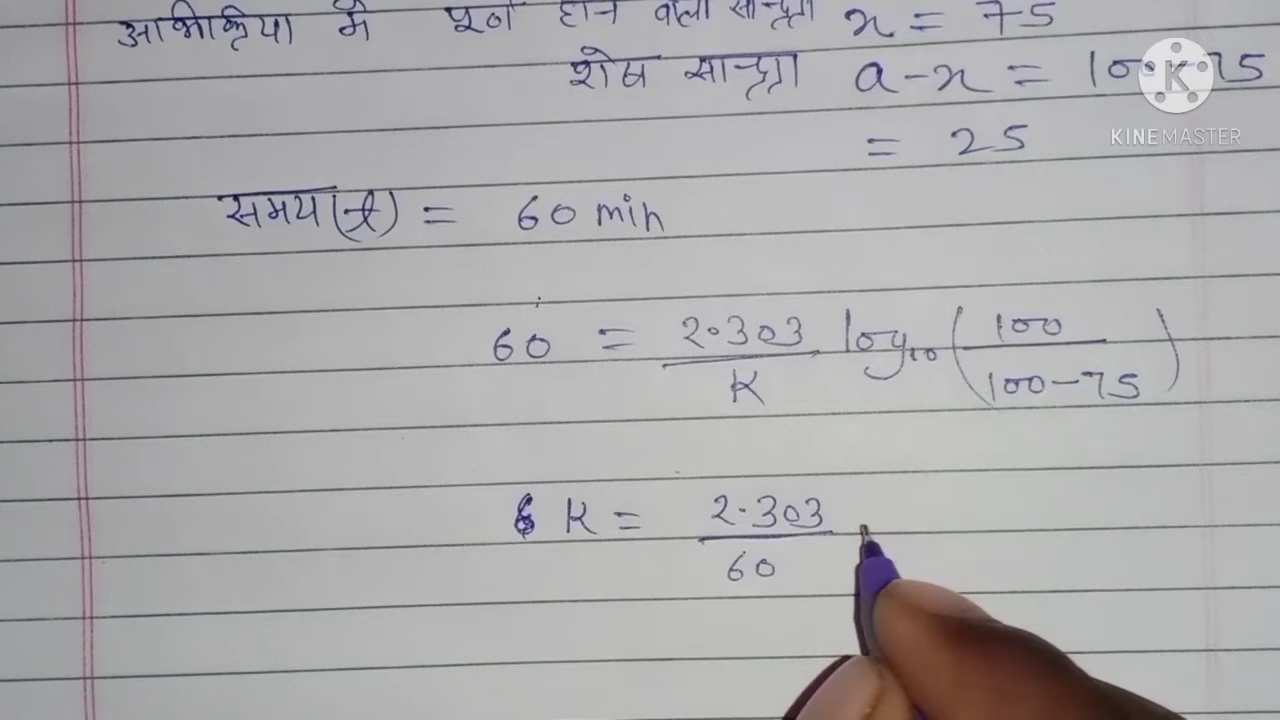 अभिक्रिया में पूर्ण होने वाली सान्द्रता x = 75
शेष सान्द्रता a - x = 100 - 75
= 25
समय (t) = 60 min
60 = 2.303/K log₁₀ (100/100-75)
K = 2.303/60
KINEMASTER